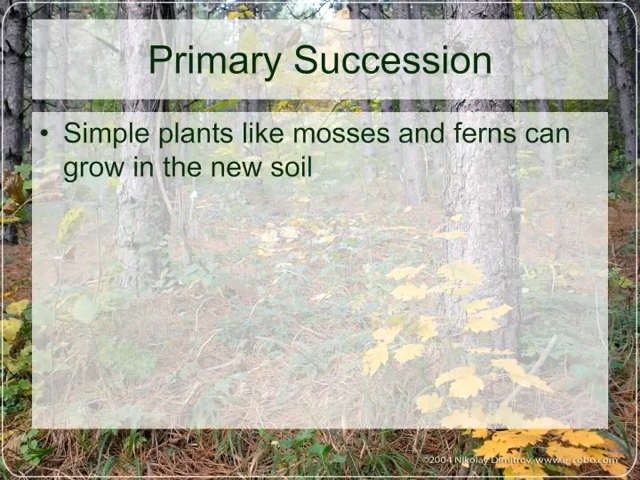 Primary Succession
• Simple plants like mosses and ferns can
grow in the new soil
©2004 Nikolay Dimitrov www.e-cobo.com